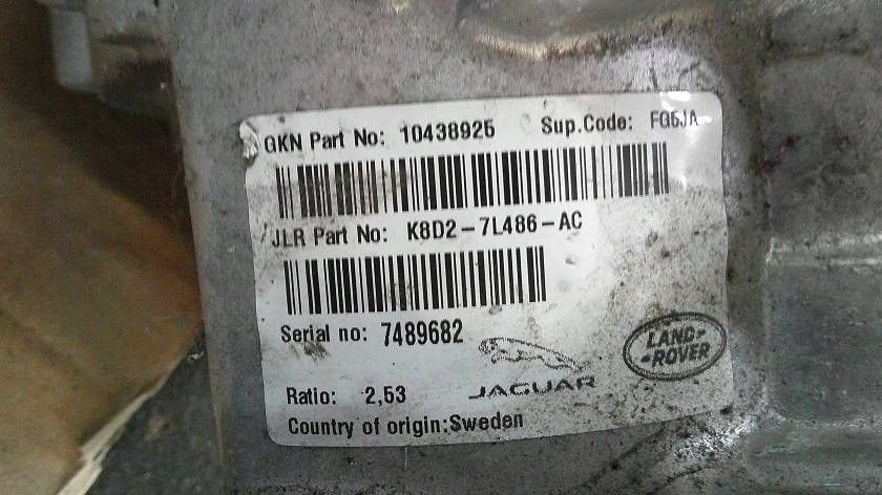 GKN Part No: 10438925 Sup.Code: FG5JA
JLR Part No: K8D2-7L486-AC
Serial no: 7489682
JAGUAR
LAND-
-ROVER
Ratio: 2,53
Country of origin:Sweden